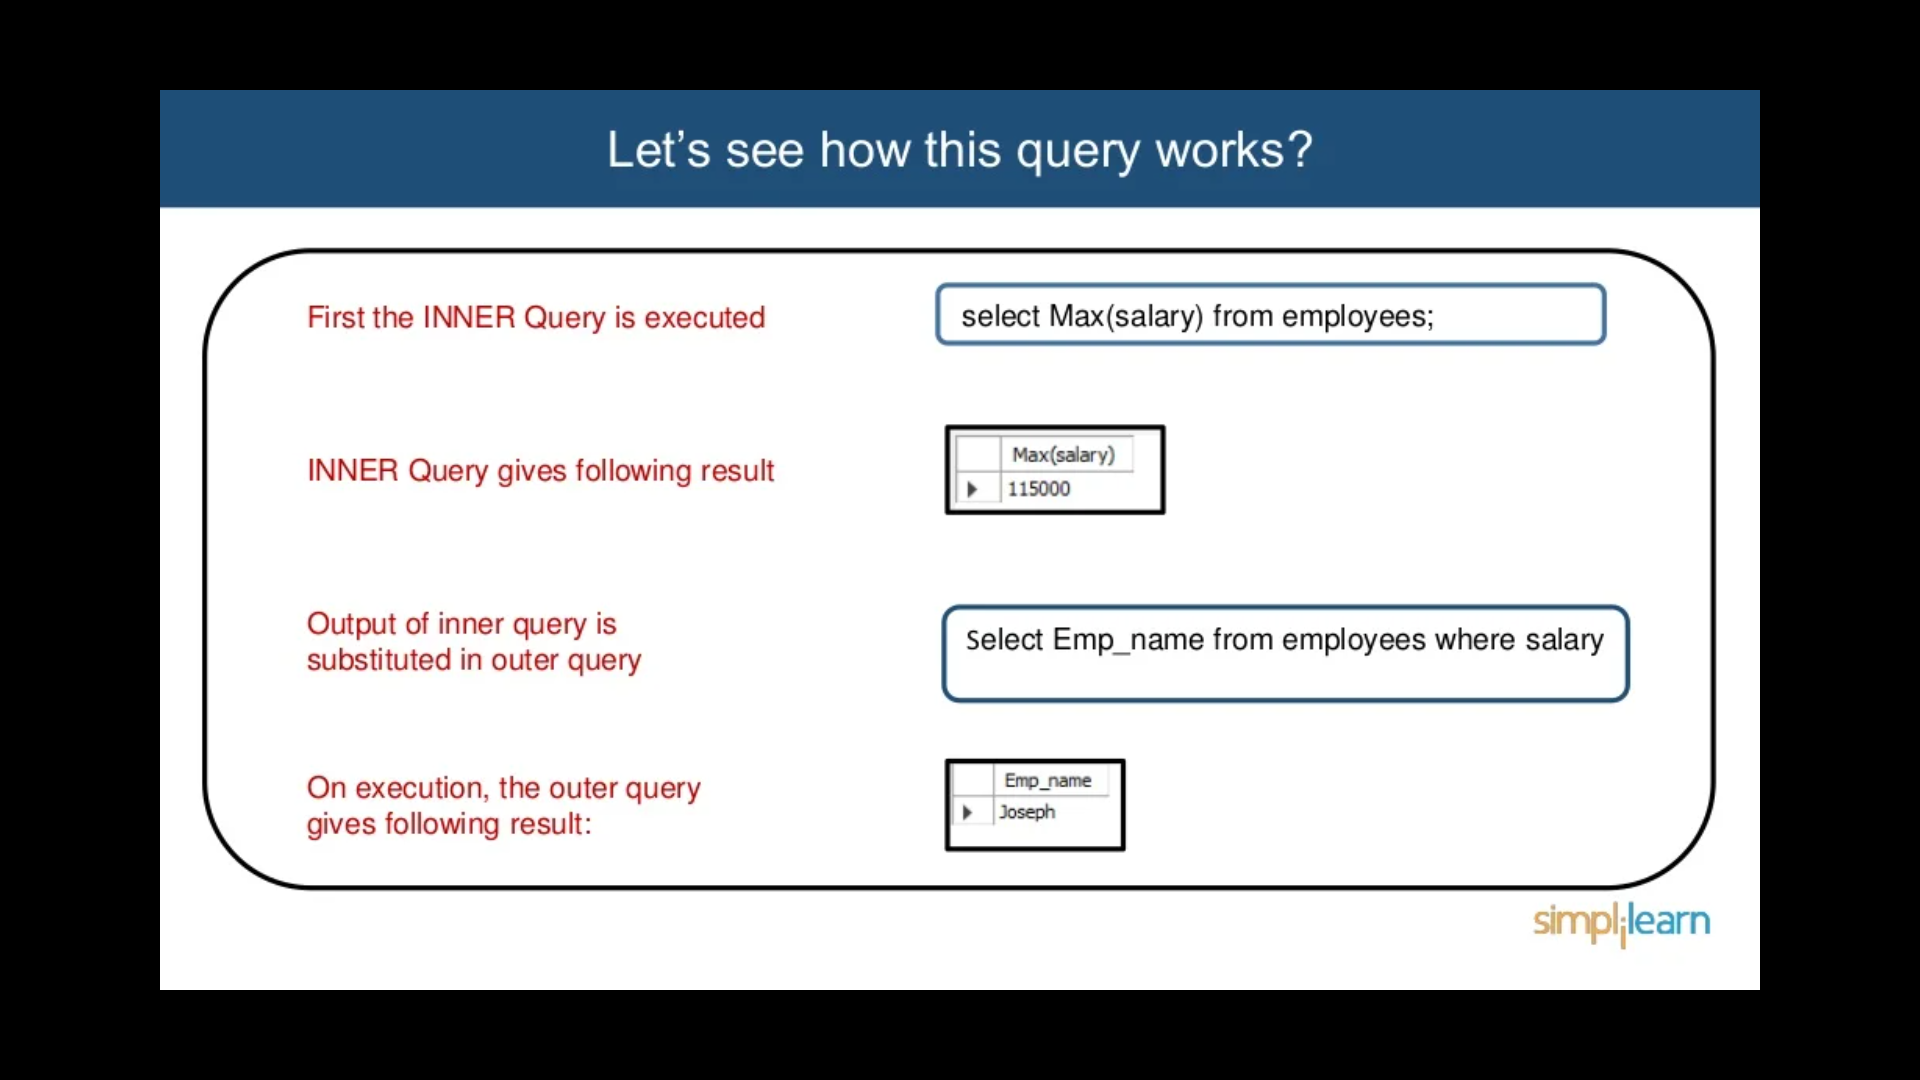 Let’s see how this query works?
First the INNER Query is executed
select Max(salary) from employees;
INNER Query gives following result
Max(salary)
115000
Output of inner query is
substituted in outer query
Select Emp_name from employees where salary
On execution, the outer query
gives following result:
Emp_name
Joseph
simplilearn